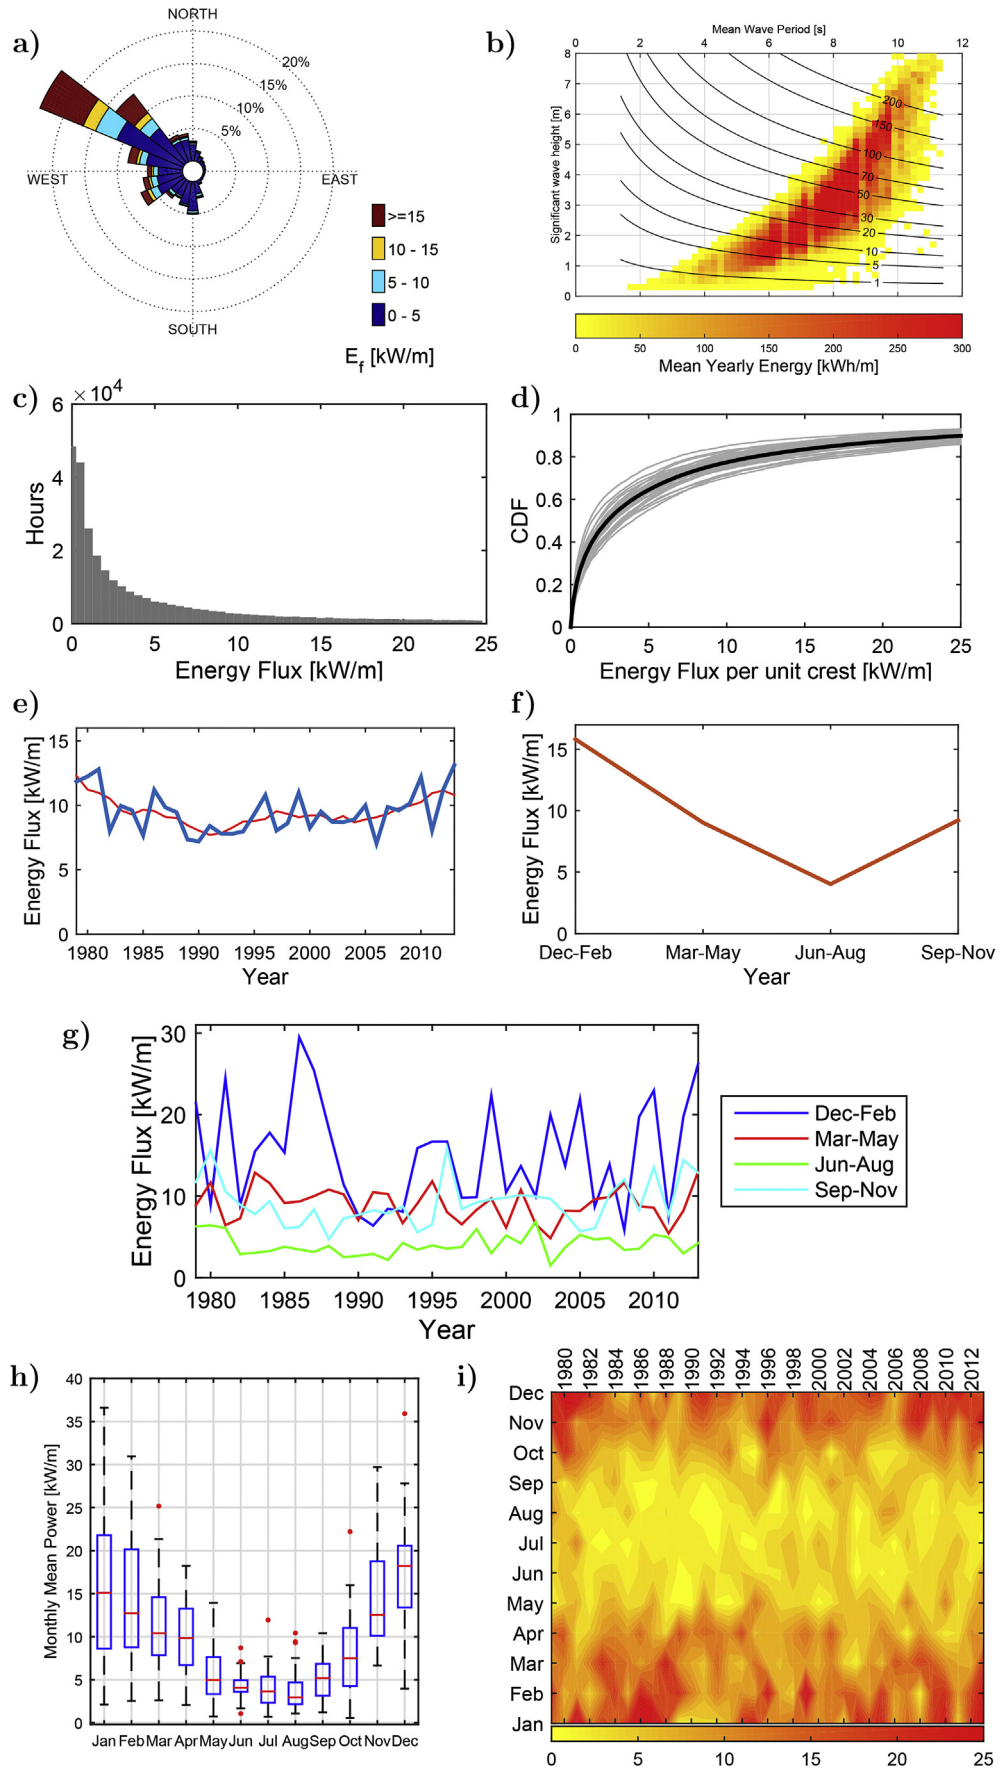 a)
NORTH
20%
15%
10%
5%
WEST
EAST
SOUTH
>=15
10 - 15
5 - 10
0 - 5
Ef [kW/m]
b)
Mean Wave Period [s]
0 2 4 6 8 10 12
Significant wave height [m]
8
7
6
5
4
3
2
1
0
200
150
100
70
50
30
20
10
5
1
0 50 100 150 200 250 300
Mean Yearly Energy [kWh/m]
c)
×10^4
Hours
6
4
2
0
0 5 10 15 20 25
Energy Flux [kW/m]
d)
CDF
1
0.8
0.6
0.4
0.2
0
0 5 10 15 20 25
Energy Flux per unit crest [kW/m]
e)
Energy Flux [kW/m]
15
10
5
0
1980 1985 1990 1995 2000 2005 2010
Year
f)
Energy Flux [kW/m]
15
10
5
0
Dec-Feb Mar-May Jun-Aug Sep-Nov
Year
g)
Energy Flux [kW/m]
30
20
10
0
1980 1985 1990 1995 2000 2005 2010
Year
Dec-Feb
Mar-May
Jun-Aug
Sep-Nov
h)
Monthly Mean Power [kW/m]
40
35
30
25
20
15
10
5
0
Jan Feb Mar Apr May Jun Jul Aug Sep Oct Nov Dec
i)
1980 1982 1984 1986 1988 1990 1992 1994 1996 1998 2000 2002 2004 2006 2008 2010 2012
Dec
Nov
Oct
Sep
Aug
Jul
Jun
May
Apr
Mar
Feb
Jan
0 5 10 15 20 25